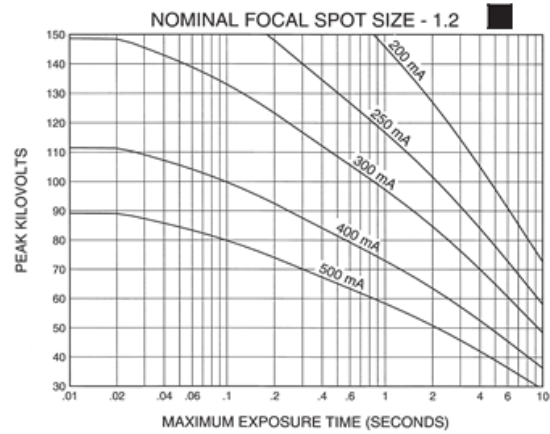 NOMINAL FOCAL SPOT SIZE - 1.2
150
140
130
120
110
100
90
80
70
60
50
40
30
PEAK KILOVOLTS
200 mA
250 mA
300 mA
400 mA
500 mA
.01 .02 .04 .06 .1 .2 .4 .6 1 2 4 6 10
MAXIMUM EXPOSURE TIME (SECONDS)